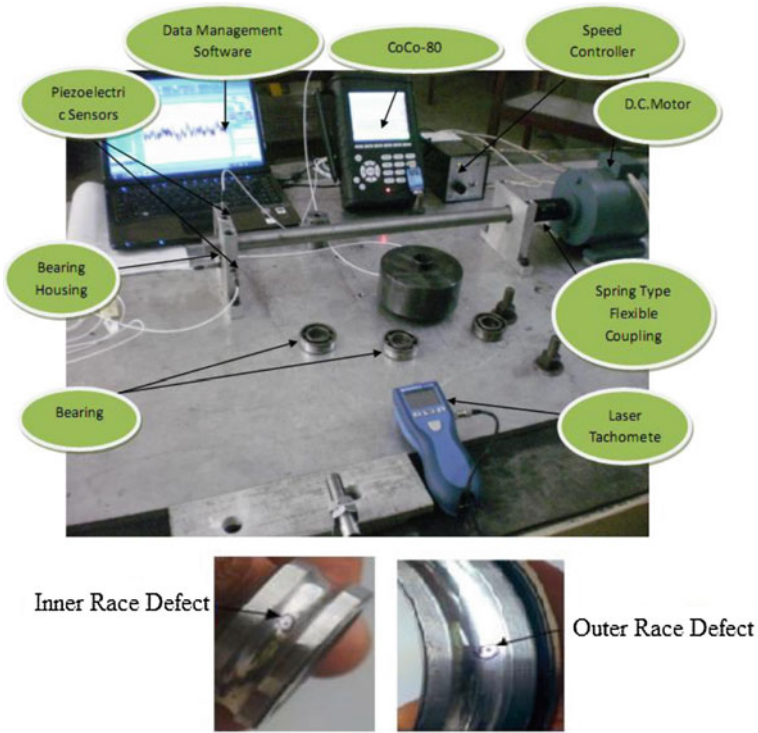 Data Management
Software
CoCo-80
Speed
Controller
Piezoelectri
c Sensors
D.C.Motor
Bearing
Housing
Spring Type
Flexible
Coupling
Bearing
Laser
Tachomete
Inner Race Defect
Outer Race Defect